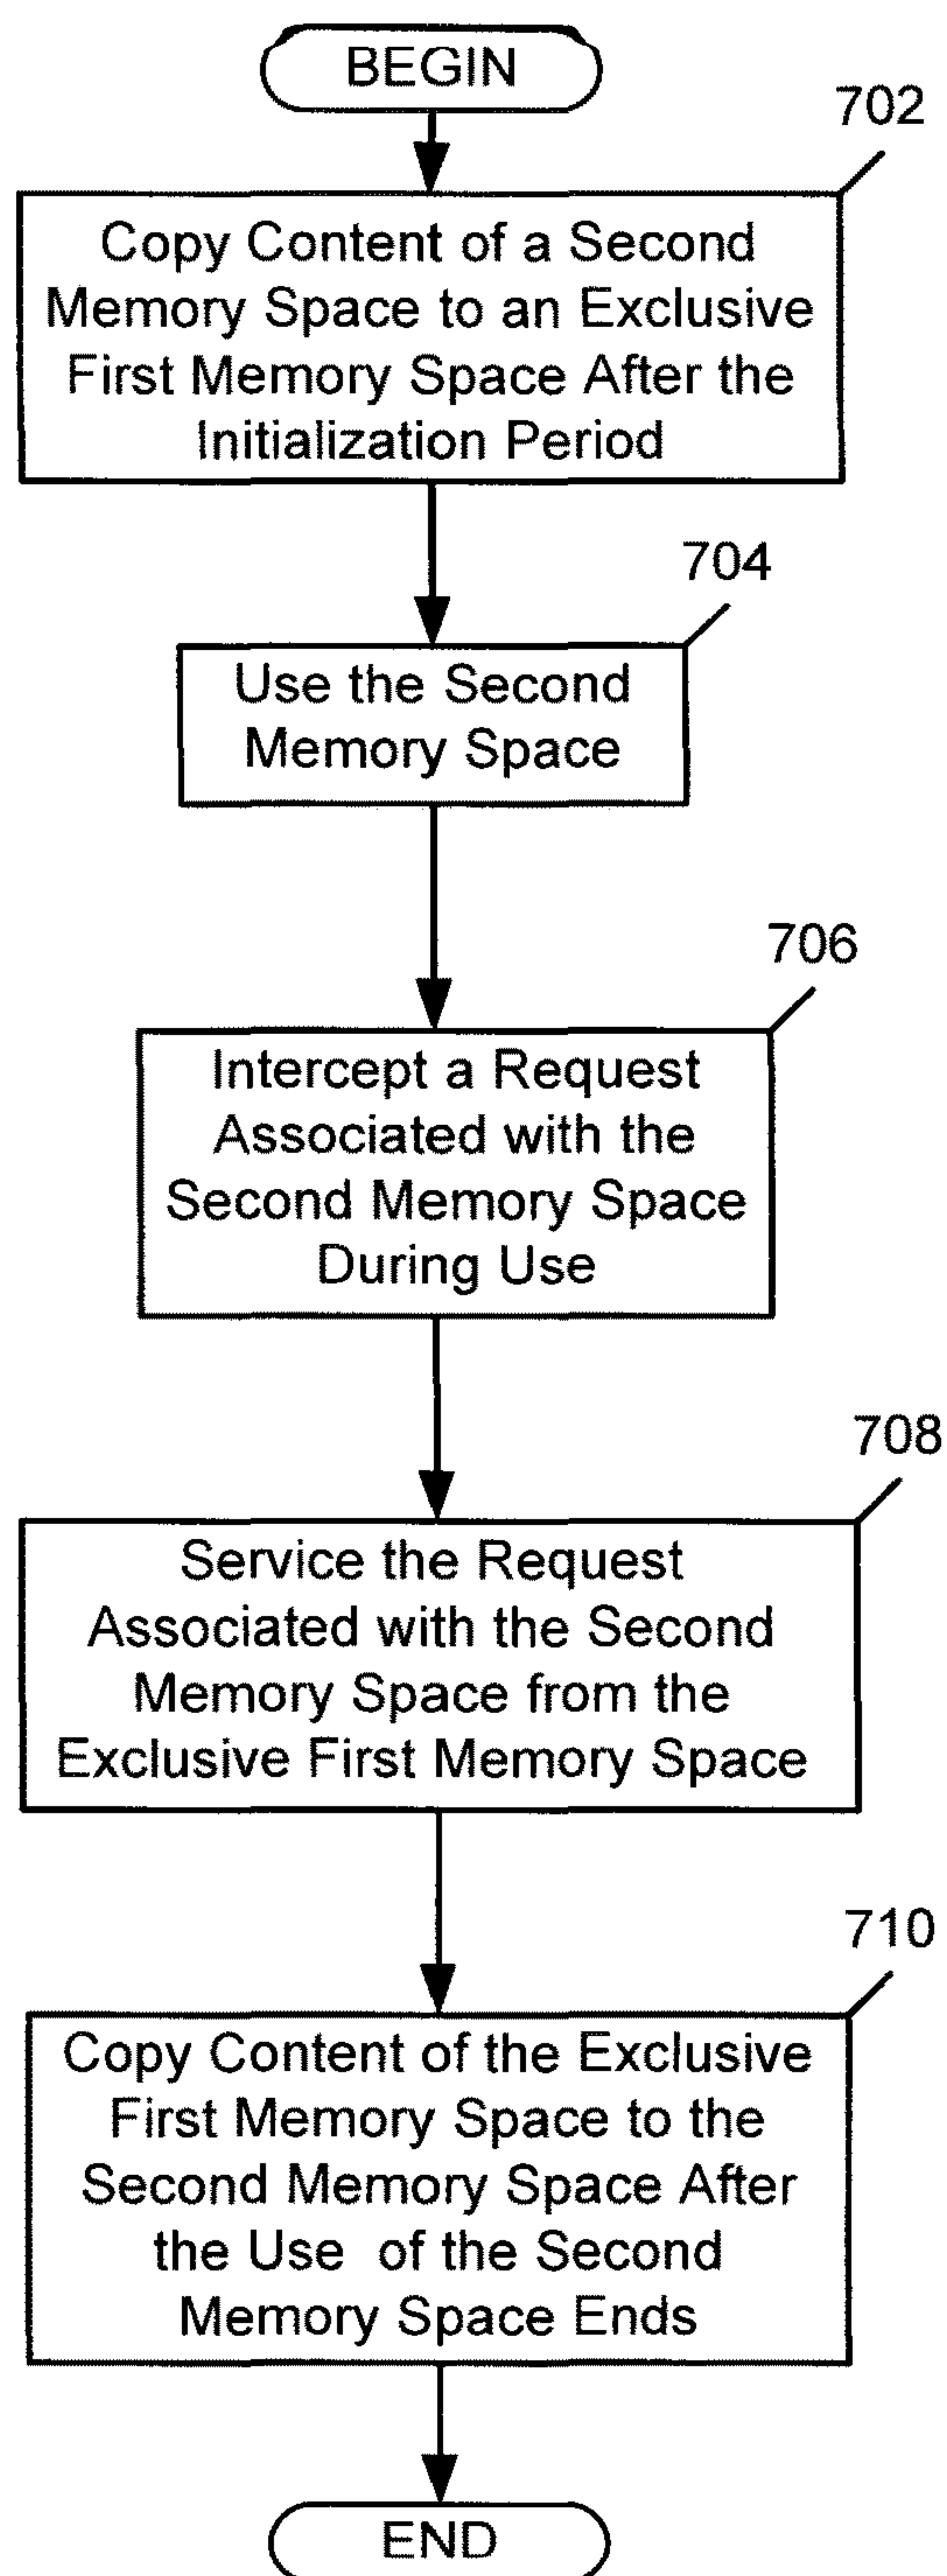 BEGIN
702
Copy Content of a Second
Memory Space to an Exclusive
First Memory Space After the
Initialization Period
704
Use the Second
Memory Space
706
Intercept a Request
Associated with the
Second Memory Space
During Use
708
Service the Request
Associated with the Second
Memory Space from the
Exclusive First Memory Space
710
Copy Content of the Exclusive
First Memory Space to the
Second Memory Space After
the Use of the Second
Memory Space Ends
END